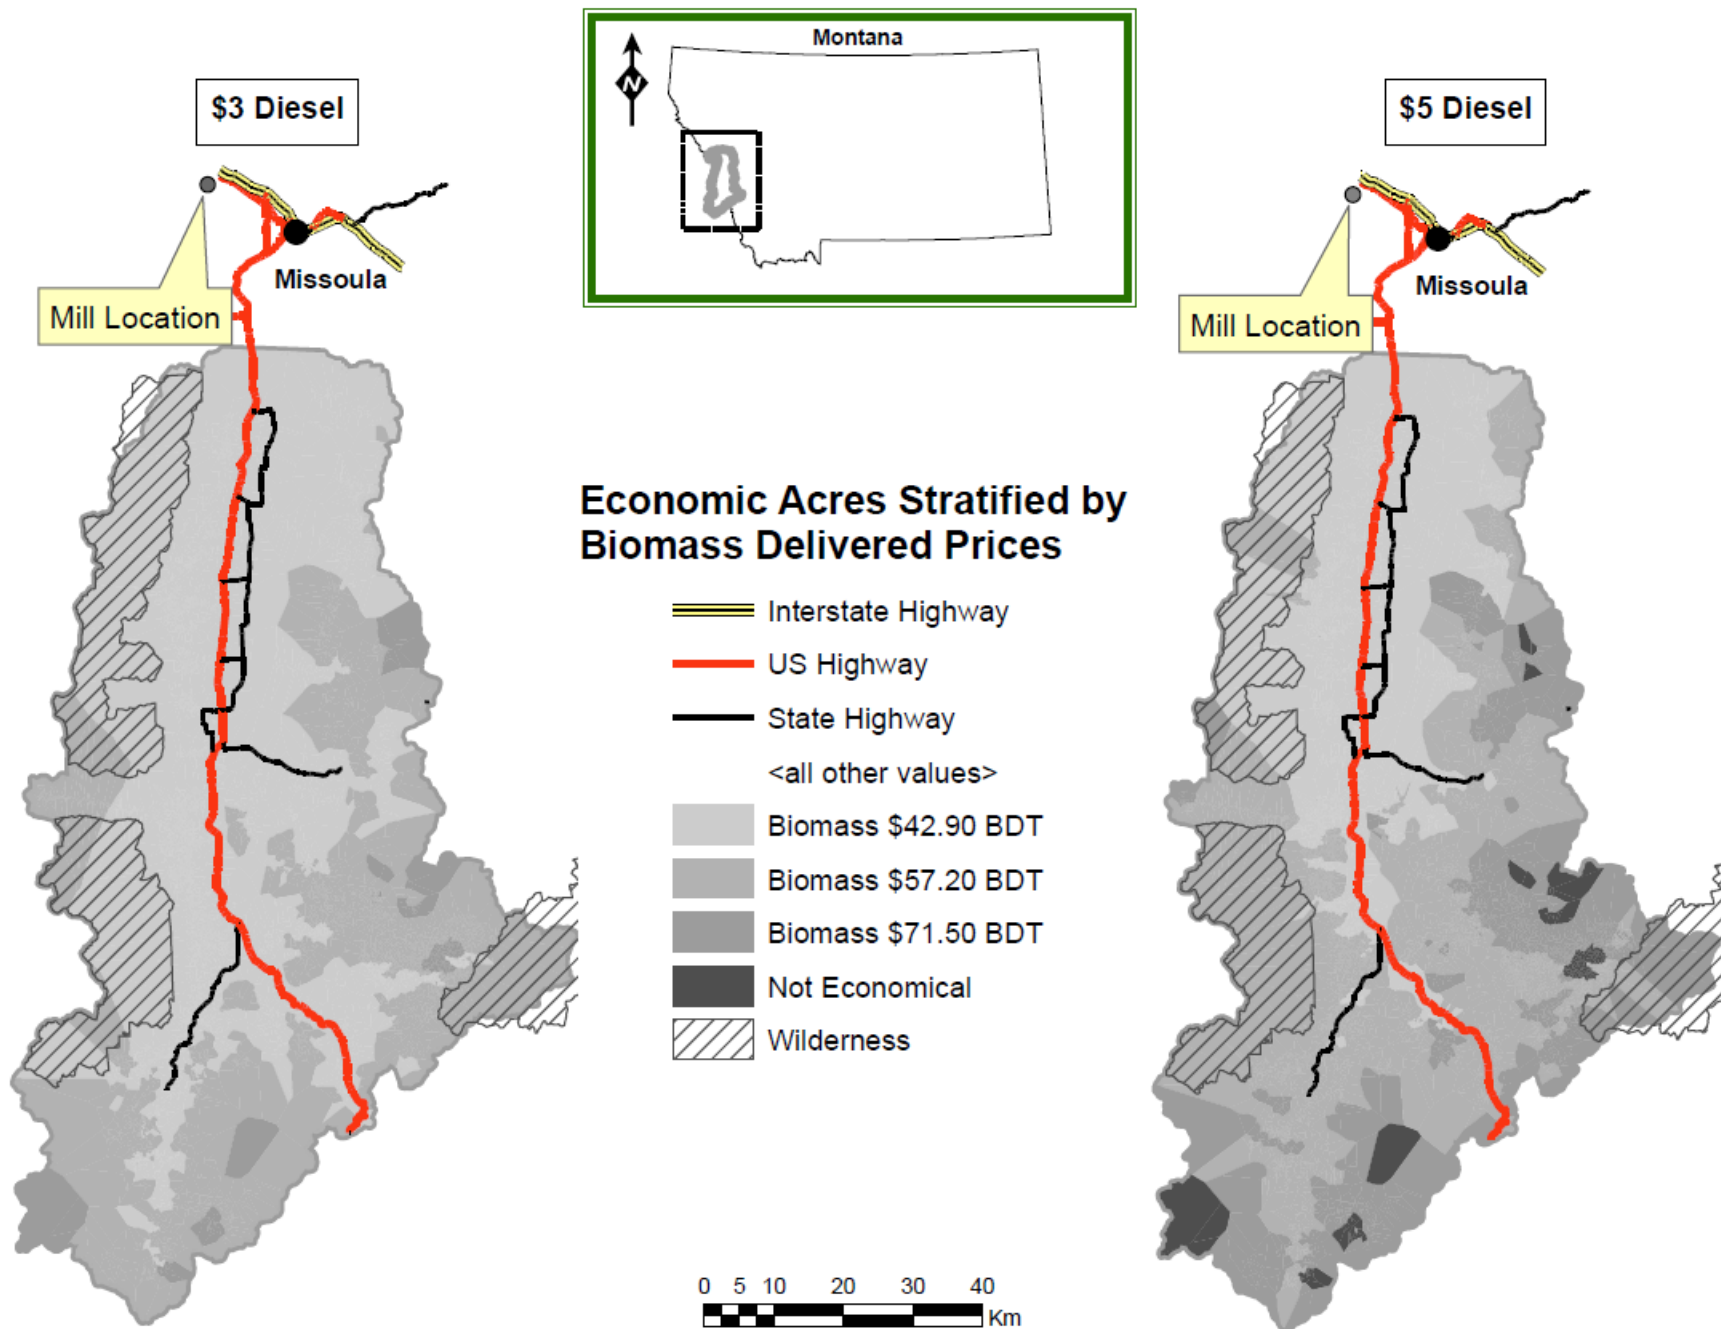 Montana
N
$3 Diesel
$5 Diesel
Missoula
Mill Location
Missoula
Mill Location
Economic Acres Stratified by
Biomass Delivered Prices
Interstate Highway
US Highway
State Highway
<all other values>
Biomass $42.90 BDT
Biomass $57.20 BDT
Biomass $71.50 BDT
Not Economical
Wilderness
0 5 10 20 30 40
Km